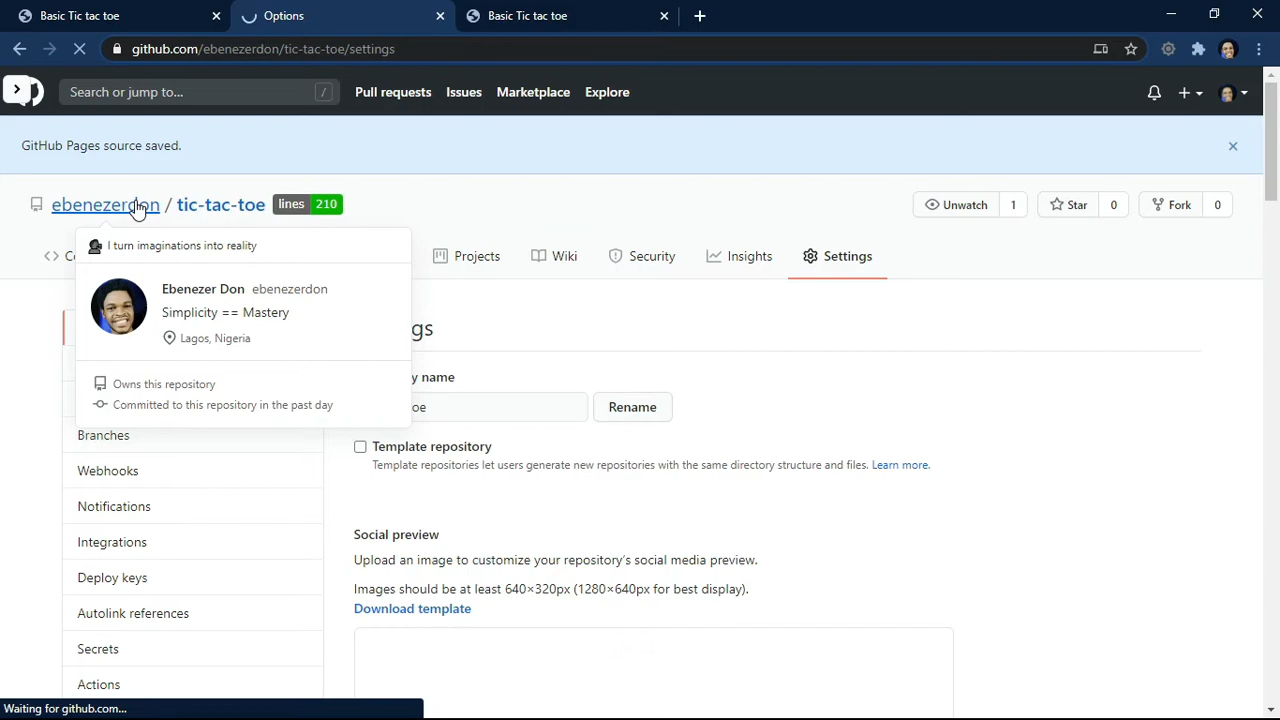 Basic Tic tac toe
Options
Basic Tic tac toe
github.com/ebenezerdon/tic-tac-toe/settings
Search or jump to...
/
Pull requests
Issues
Marketplace
Explore
GitHub Pages source saved.
ebenezerdon / tic-tac-toe
lines 210
Unwatch 1
Star 0
Fork 0
Projects
Wiki
Security
Insights
Settings
I turn imaginations into reality
Ebenezer Don ebenezerdon
Simplicity == Mastery
Lagos, Nigeria
Owns this repository
Committed to this repository in the past day
gs
y name
oe
Rename
Template repository
Template repositories let users generate new repositories with the same directory structure and files. Learn more.
Branches
Webhooks
Notifications
Integrations
Deploy keys
Autolink references
Secrets
Actions
Social preview
Upload an image to customize your repository's social media preview.
Images should be at least 640×320px (1280×640px for best display).
Download template
Waiting for github.com...